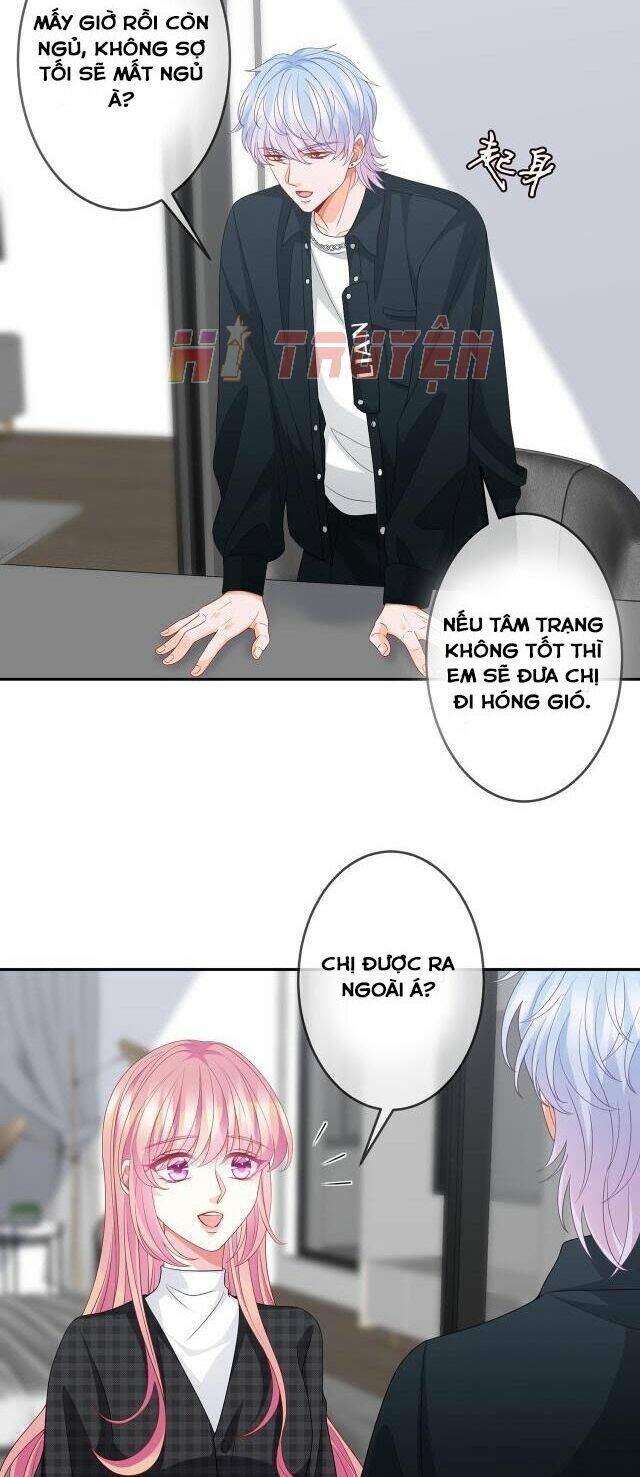 MẤY GIỜ RỒI CÒN
NGỦ, KHÔNG SỢ
TỐI SẼ MẤT NGỦ
À?
起身
LIAN
HI TRUYỆN
NẾU TÂM TRẠNG
KHÔNG TỐT THÌ
EM SẼ ĐƯA CHỊ
ĐI HÓNG GIÓ.
CHỊ ĐƯỢC RA
NGOÀI Á?